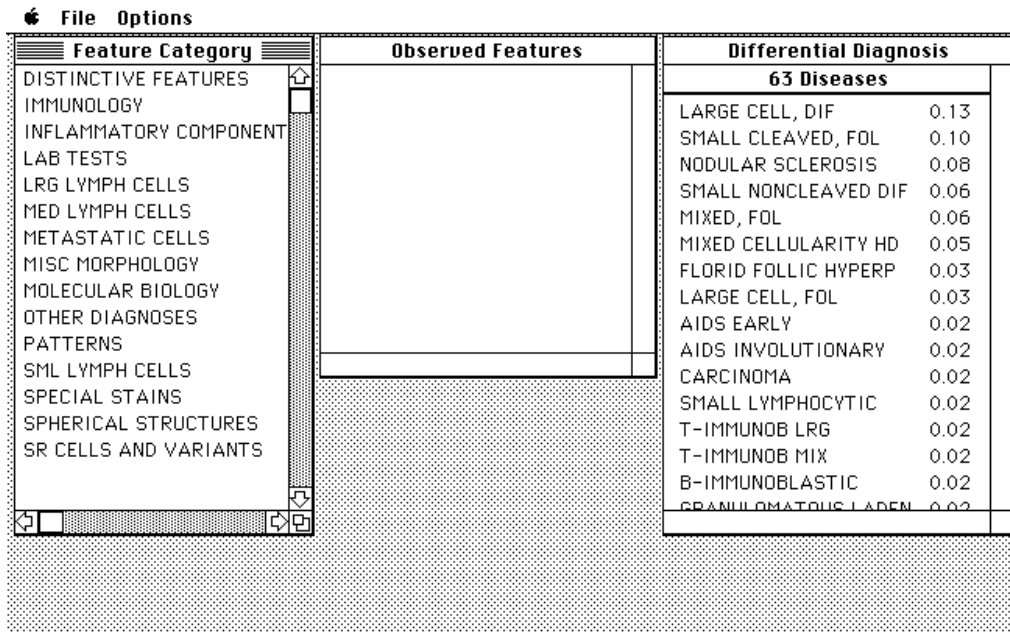 File Options
Feature Category
DISTINCTIVE FEATURES
IMMUNOLOGY
INFLAMMATORY COMPONENT
LAB TESTS
LRG LYMPH CELLS
MED LYMPH CELLS
METASTATIC CELLS
MISC MORPHOLOGY
MOLECULAR BIOLOGY
OTHER DIAGNOSES
PATTERNS
SML LYMPH CELLS
SPECIAL STAINS
SPHERICAL STRUCTURES
SR CELLS AND VARIANTS
Observed Features
Differential Diagnosis
63 Diseases
LARGE CELL, DIF 0.13
SMALL CLEAVED, FOL 0.10
NODULAR SCLEROSIS 0.08
SMALL NONCLEAVED DIF 0.06
MIXED, FOL 0.06
MIXED CELLULARITY HD 0.05
FLORID FOLLIC HYPERP 0.03
LARGE CELL, FOL 0.03
AIDS EARLY 0.02
AIDS INVOLUTIONARY 0.02
CARCINOMA 0.02
SMALL LYMPHOCYTIC 0.02
T-IMMUNOB LRG 0.02
T-IMMUNOB MIX 0.02
B-IMMUNOBLASTIC 0.02
GRANULOMATOUS LADEN 0.02